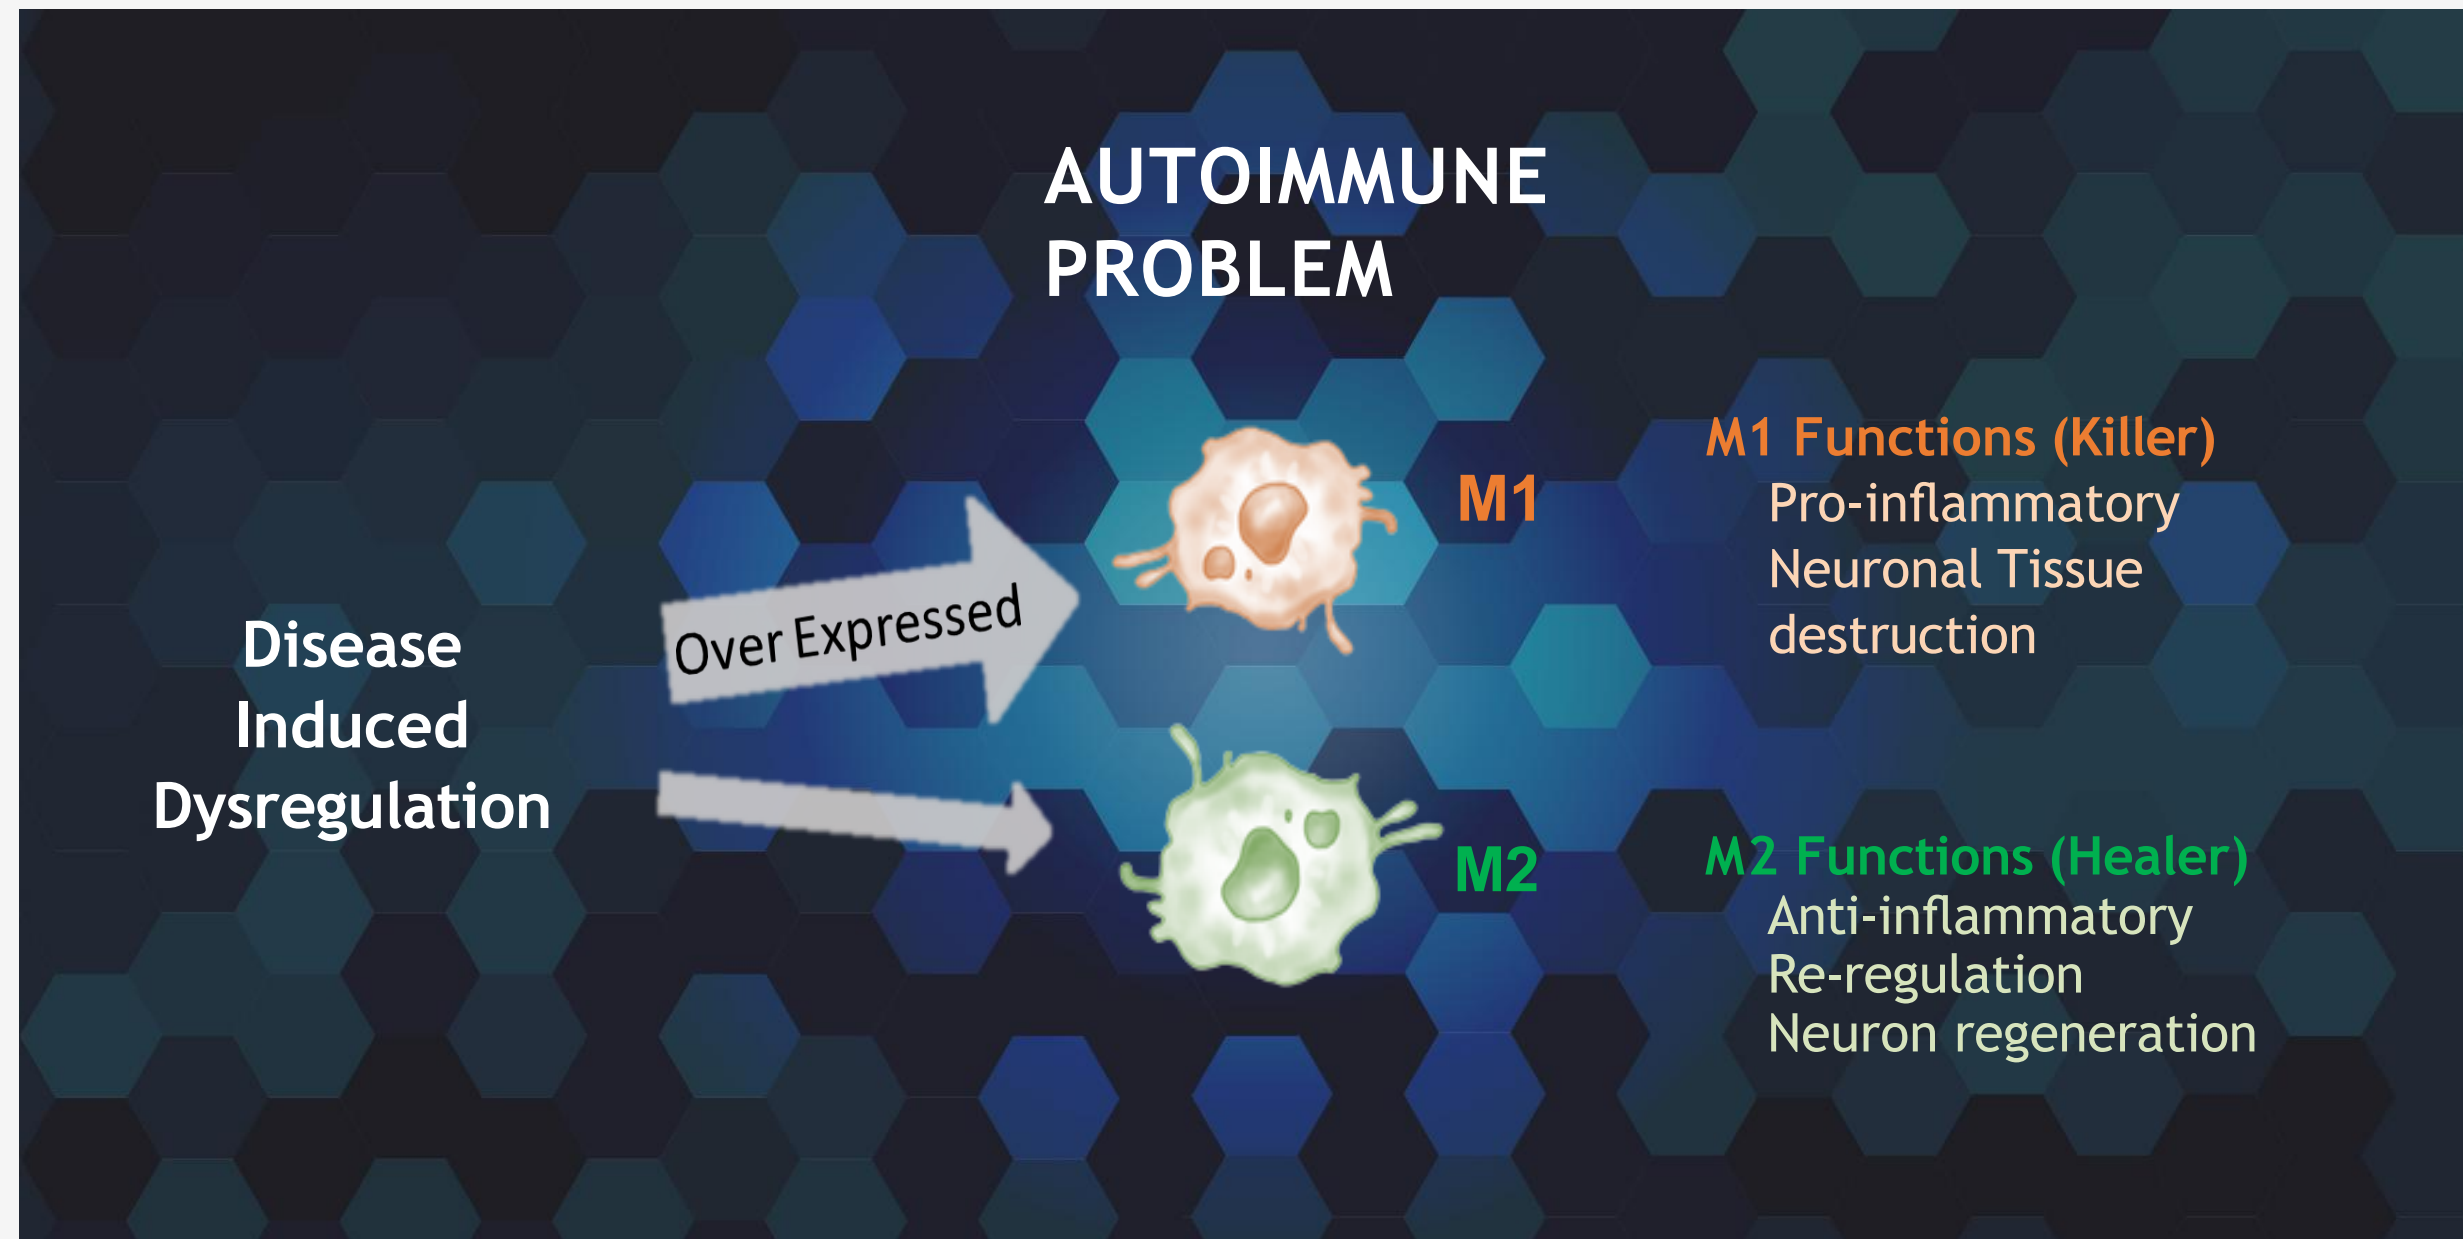 AUTOIMMUNE
PROBLEM
Disease
Induced
Dysregulation
Over Expressed
M1
M1 Functions (Killer)
Pro-inflammatory
Neuronal Tissue
destruction
M2
M2 Functions (Healer)
Anti-inflammatory
Re-regulation
Neuron regeneration